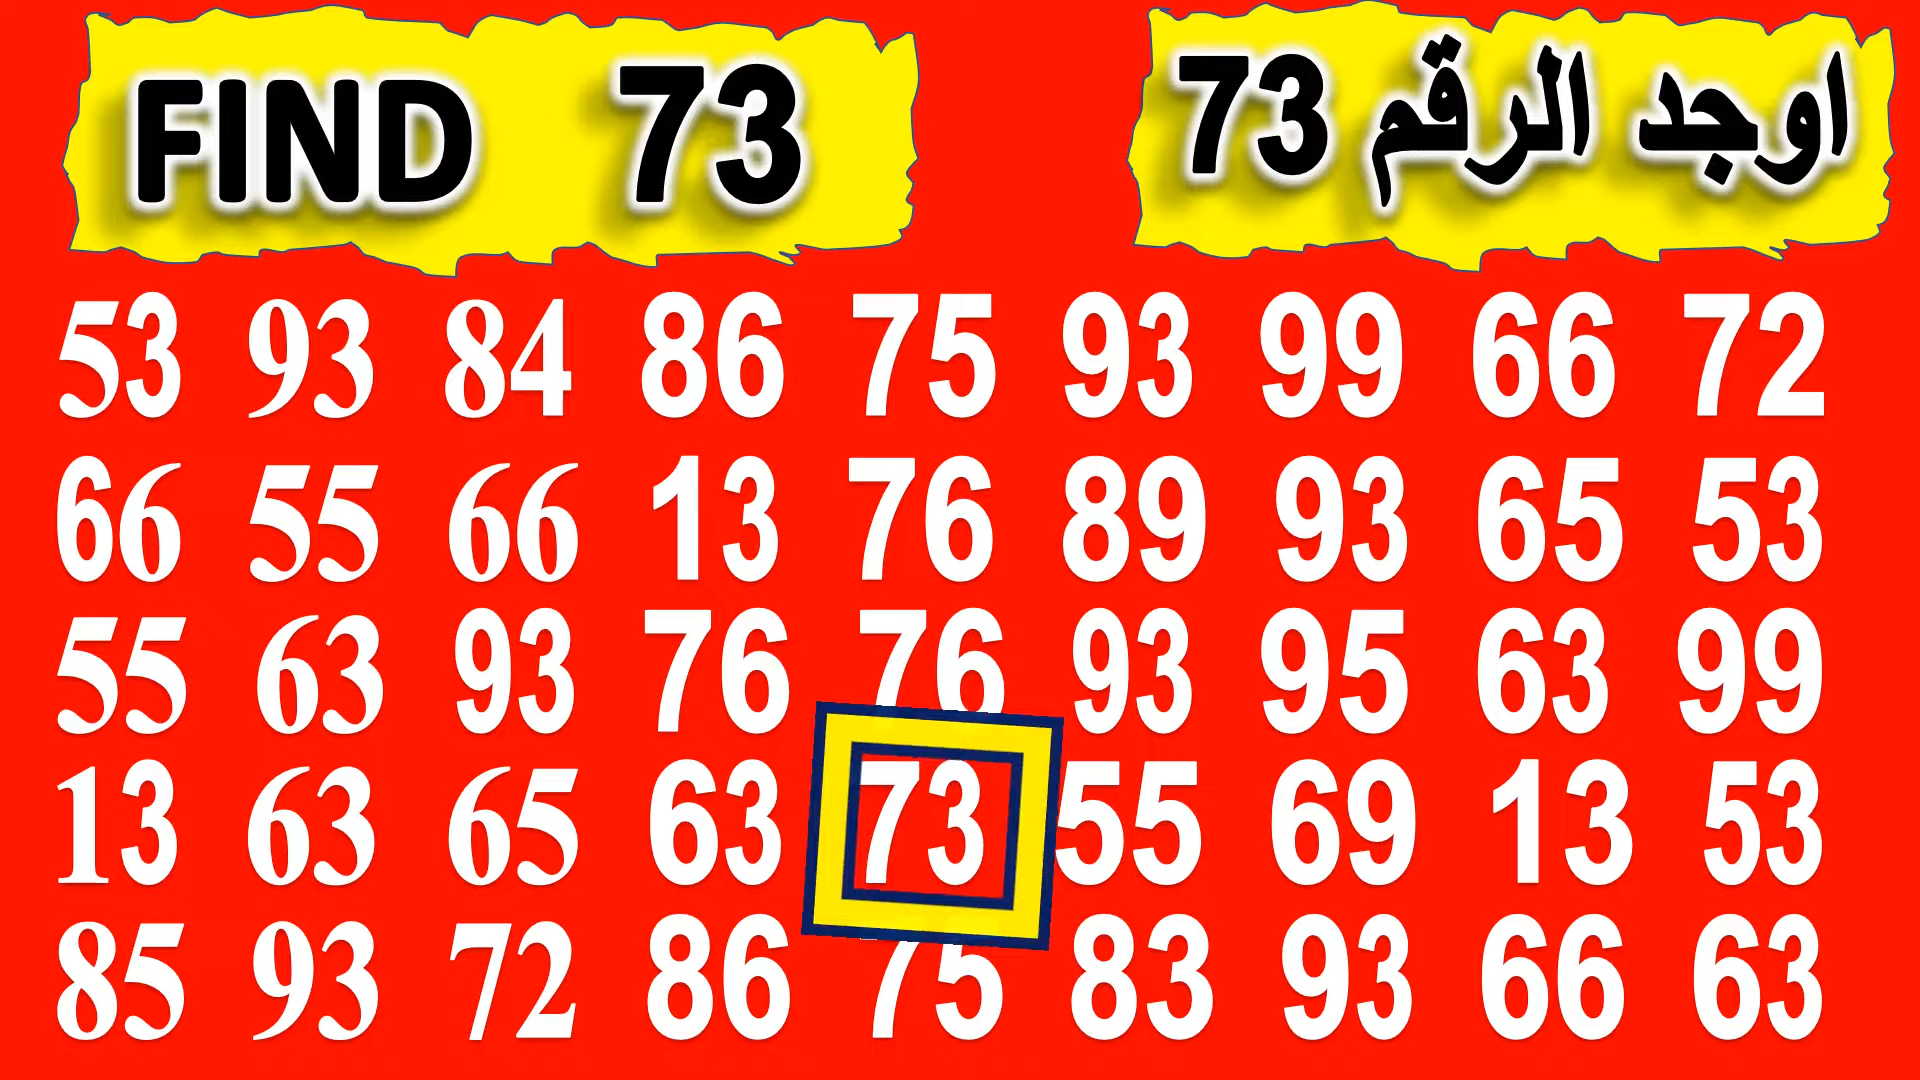 FIND 73
اوجد الرقم 73
53 93 84 86 75 93 99 66 72
66 55 66 13 76 89 93 65 53
55 63 93 76 76 93 95 63 99
13 63 65 63 73 55 69 13 53
85 93 72 86 75 83 93 66 63